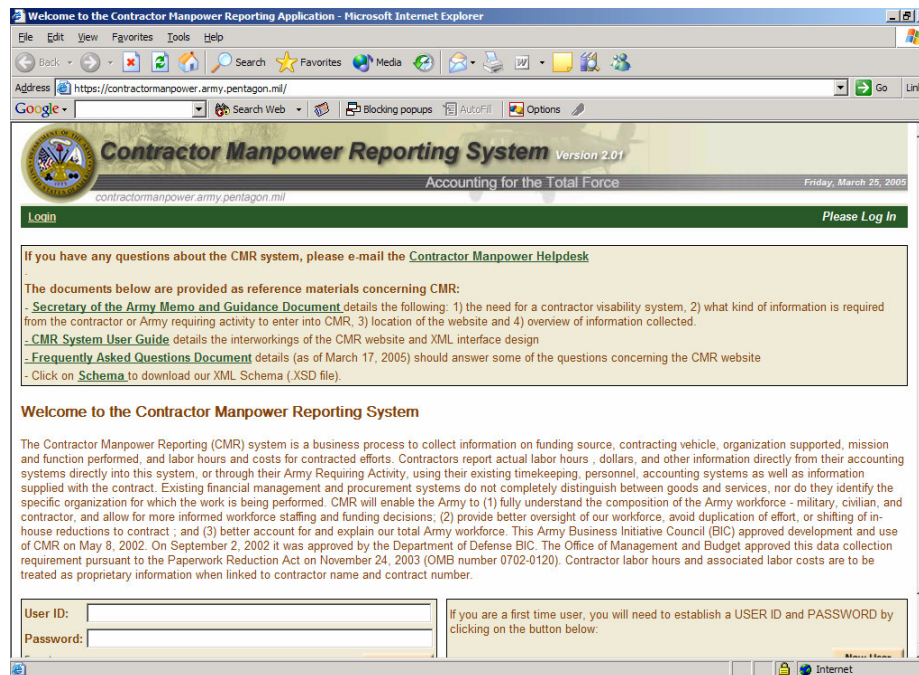 Welcome to the Contractor Manpower Reporting Application - Microsoft Internet Explorer
File Edit View Favorites Tools Help
Back Search Favorites Media
Address https://contractormanpower.army.pentagon.mil/ Go
Google Search Web Blocking popups AutoFill Options
Contractor Manpower Reporting System Version 2.01
Accounting for the Total Force Friday, March 25, 2005
contractormanpower.army.pentagon.mil
Login Please Log In
If you have any questions about the CMR system, please e-mail the Contractor Manpower Helpdesk
.
The documents below are provided as reference materials concerning CMR:
- Secretary of the Army Memo and Guidance Document details the following: 1) the need for a contractor visability system, 2) what kind of information is required
from the contractor or Army requiring activity to enter into CMR, 3) location of the website and 4) overview of information collected.
- CMR System User Guide details the interworkings of the CMR website and XML interface design
- Frequently Asked Questions Document details (as of March 17, 2005) should answer some of the questions concerning the CMR website
- Click on Schema to download our XML Schema (.XSD file).
Welcome to the Contractor Manpower Reporting System
The Contractor Manpower Reporting (CMR) system is a business process to collect information on funding source, contracting vehicle, organization supported, mission
and function performed, and labor hours and costs for contracted efforts. Contractors report actual labor hours , dollars, and other information directly from their accounting
systems directly into this system, or through their Army Requiring Activity, using their existing timekeeping, personnel, accounting systems as well as information
supplied with the contract. Existing financial management and procurement systems do not completely distinguish between goods and services, nor do they identify the
specific organization for which the work is being performed. CMR will enable the Army to (1) fully understand the composition of the Army workforce - military, civilian, and
contractor, and allow for more informed workforce staffing and funding decisions; (2) provide better oversight of our workforce, avoid duplication of effort, or shifting of in-
house reductions to contract ; and (3) better account for and explain our total Army workforce. This Army Business Initiative Council (BIC) approved development and use
of CMR on May 8, 2002. On September 2, 2002 it was approved by the Department of Defense BIC. The Office of Management and Budget approved this data collection
requirement pursuant to the Paperwork Reduction Act on November 24, 2003 (OMB number 0702-0120). Contractor labor hours and associated labor costs are to be
treated as proprietary information when linked to contractor name and contract
number.
User ID:
Password:
If you are a first time user, you will need to establish a USER ID and PASSWORD by
clicking on the button below:
New User
Internet